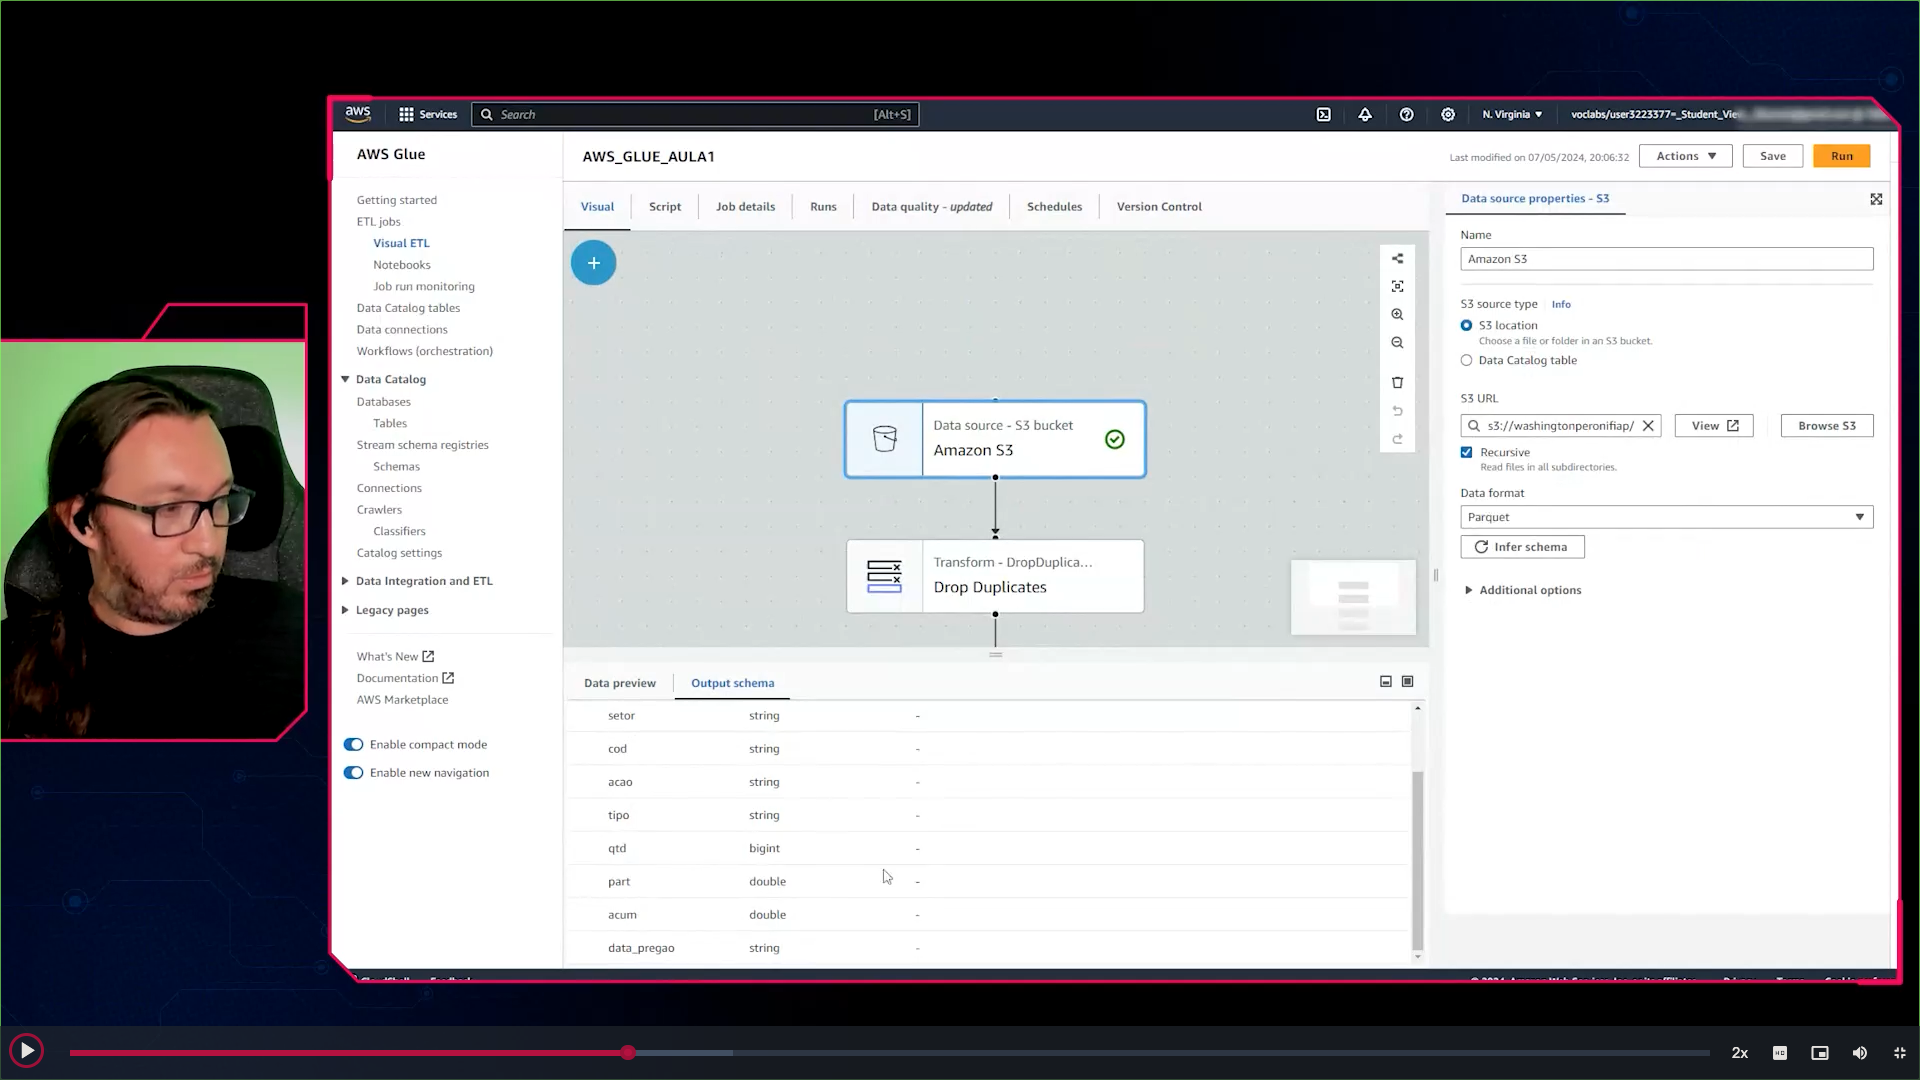 aws
Services
Search
[Alt+S]
N. Virginia
voclabs/user3223377=_Student_Vie
AWS Glue
Getting started
ETL jobs
Visual ETL
Notebooks
Job run monitoring
Data Catalog tables
Data connections
Workflows (orchestration)
Data Catalog
Databases
Tables
Stream schema registries
Schemas
Connections
Crawlers
Classifiers
Catalog settings
Data Integration and ETL
Legacy pages
What's New
Documentation
AWS Marketplace
Enable compact mode
Enable new navigation
AWS_GLUE_AULA1
Last modified on 07/05/2024, 20:06:32
Actions
Save
Run
Visual
Script
Job details
Runs
Data quality - updated
Schedules
Version Control
Data source - S3 bucket
Amazon S3
Transform - DropDuplica...
Drop Duplicates
Data preview
Output schema
setor string -
cod string -
acao string -
tipo string -
qtd bigint -
part double -
acum double -
data_pregao string -
Data source properties - S3
Name
Amazon S3
S3 source type Info
S3 location
Choose a file or folder in an S3 bucket.
Data Catalog table
S3 URL
s3://washingtonperonifiap/
View
Browse S3
Recursive
Read files in all subdirectories.
Data format
Parquet
Infer schema
Additional options
2x